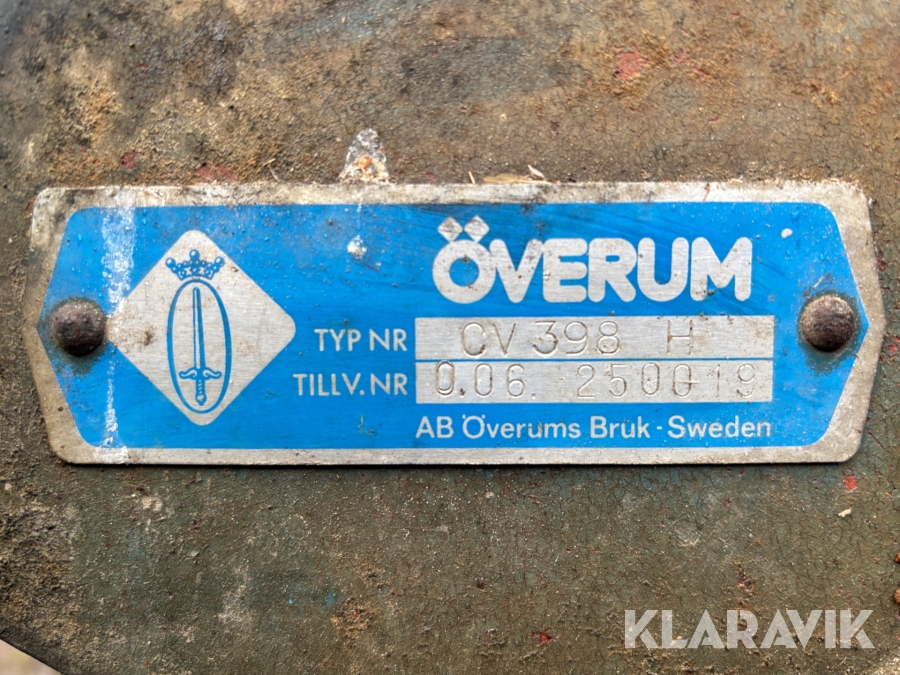 ÖVERUM
TYP NR CV 398 H
TILLV.NR 0.06. 250019
AB Överums Bruk - Sweden
KLARAVIK